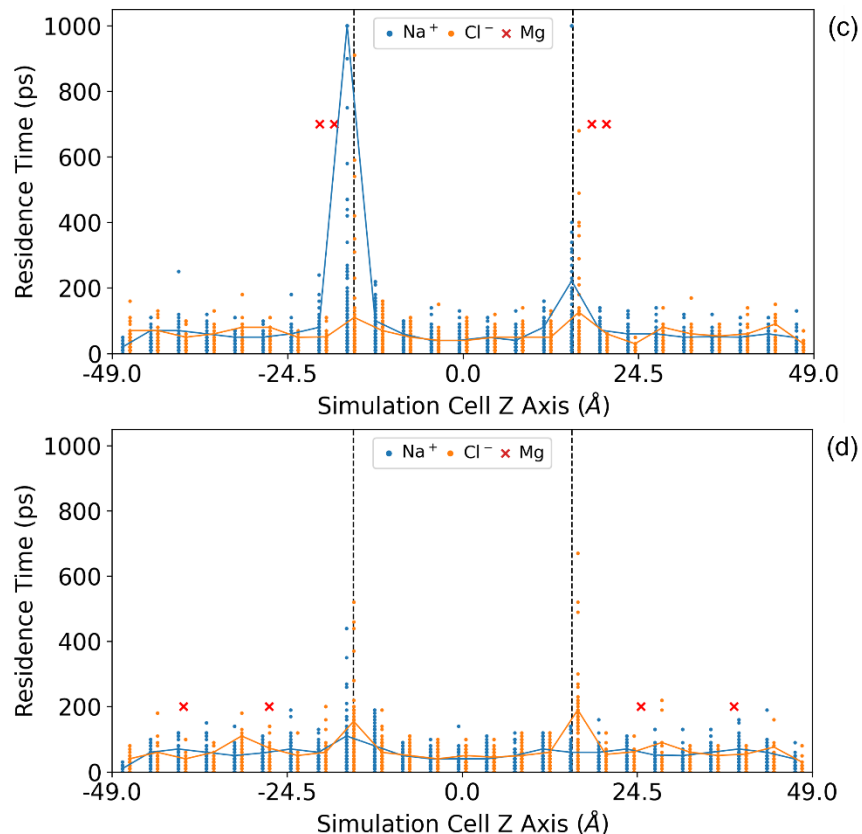 (c)
Na+ Cl− Mg
1000
800
600
400
200
0
Residence Time (ps)
-49.0 -24.5 0.0 24.5 49.0
Simulation Cell Z Axis (Å)
(d)
Na+ Cl− Mg
1000
800
600
400
200
0
Residence Time (ps)
-49.0 -24.5 0.0 24.5 49.0
Simulation Cell Z Axis (Å)